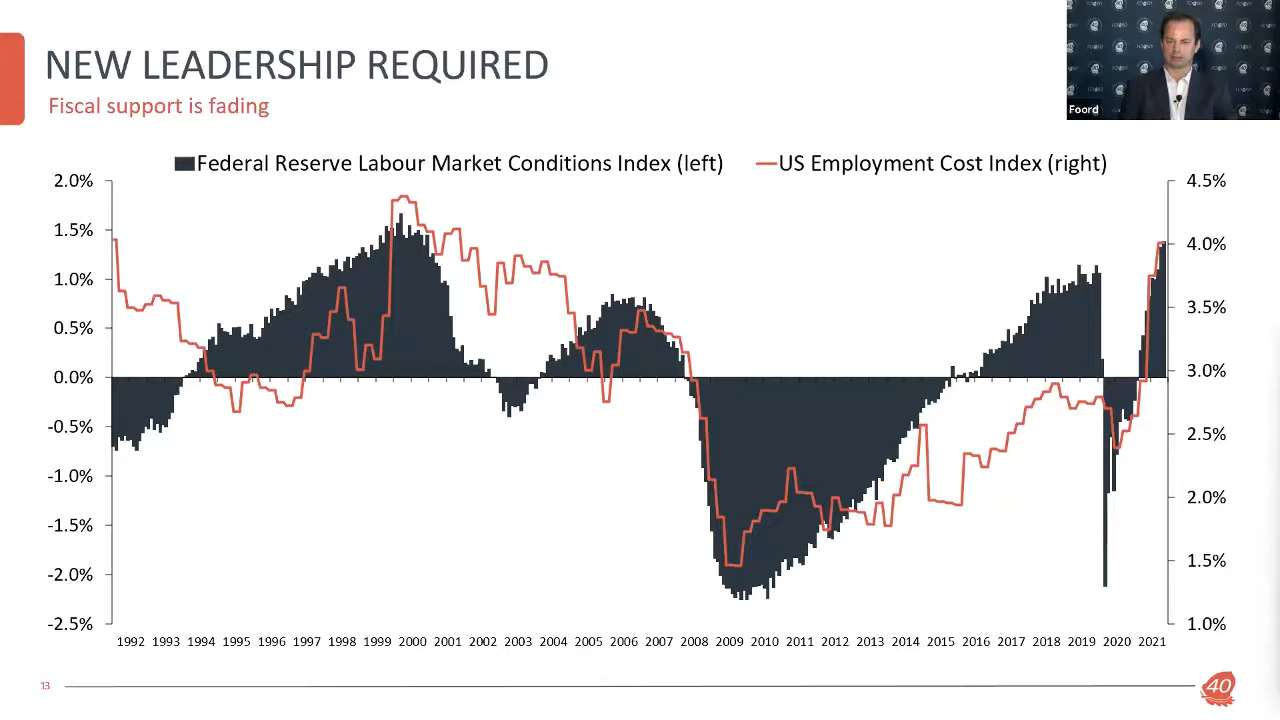 NEW LEADERSHIP REQUIRED
Fiscal support is fading
Foord
Federal Reserve Labour Market Conditions Index (left) US Employment Cost Index (right)
2.0% 4.5%
1.5% 4.0%
1.0% 3.5%
0.5%
0.0% 3.0%
-0.5% 2.5%
-1.0% 2.0%
-1.5% 1.5%
-2.0%
-2.5% 1.0%
1992 1993 1994 1995 1996 1997 1998 1999 2000 2001 2002 2003 2004 2005 2006 2007 2008 2009 2010 2011 2012 2013 2014 2015 2016 2017 2018 2019 2020 2021
13
40